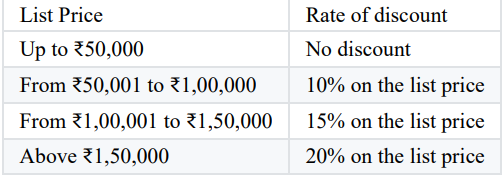 List Price Rate of discount
Up to ₹50,000 No discount
From ₹50,001 to ₹1,00,000 10% on the list price
From ₹1,00,001 to ₹1,50,000 15% on the list price
Above ₹1,50,000 20% on the list price